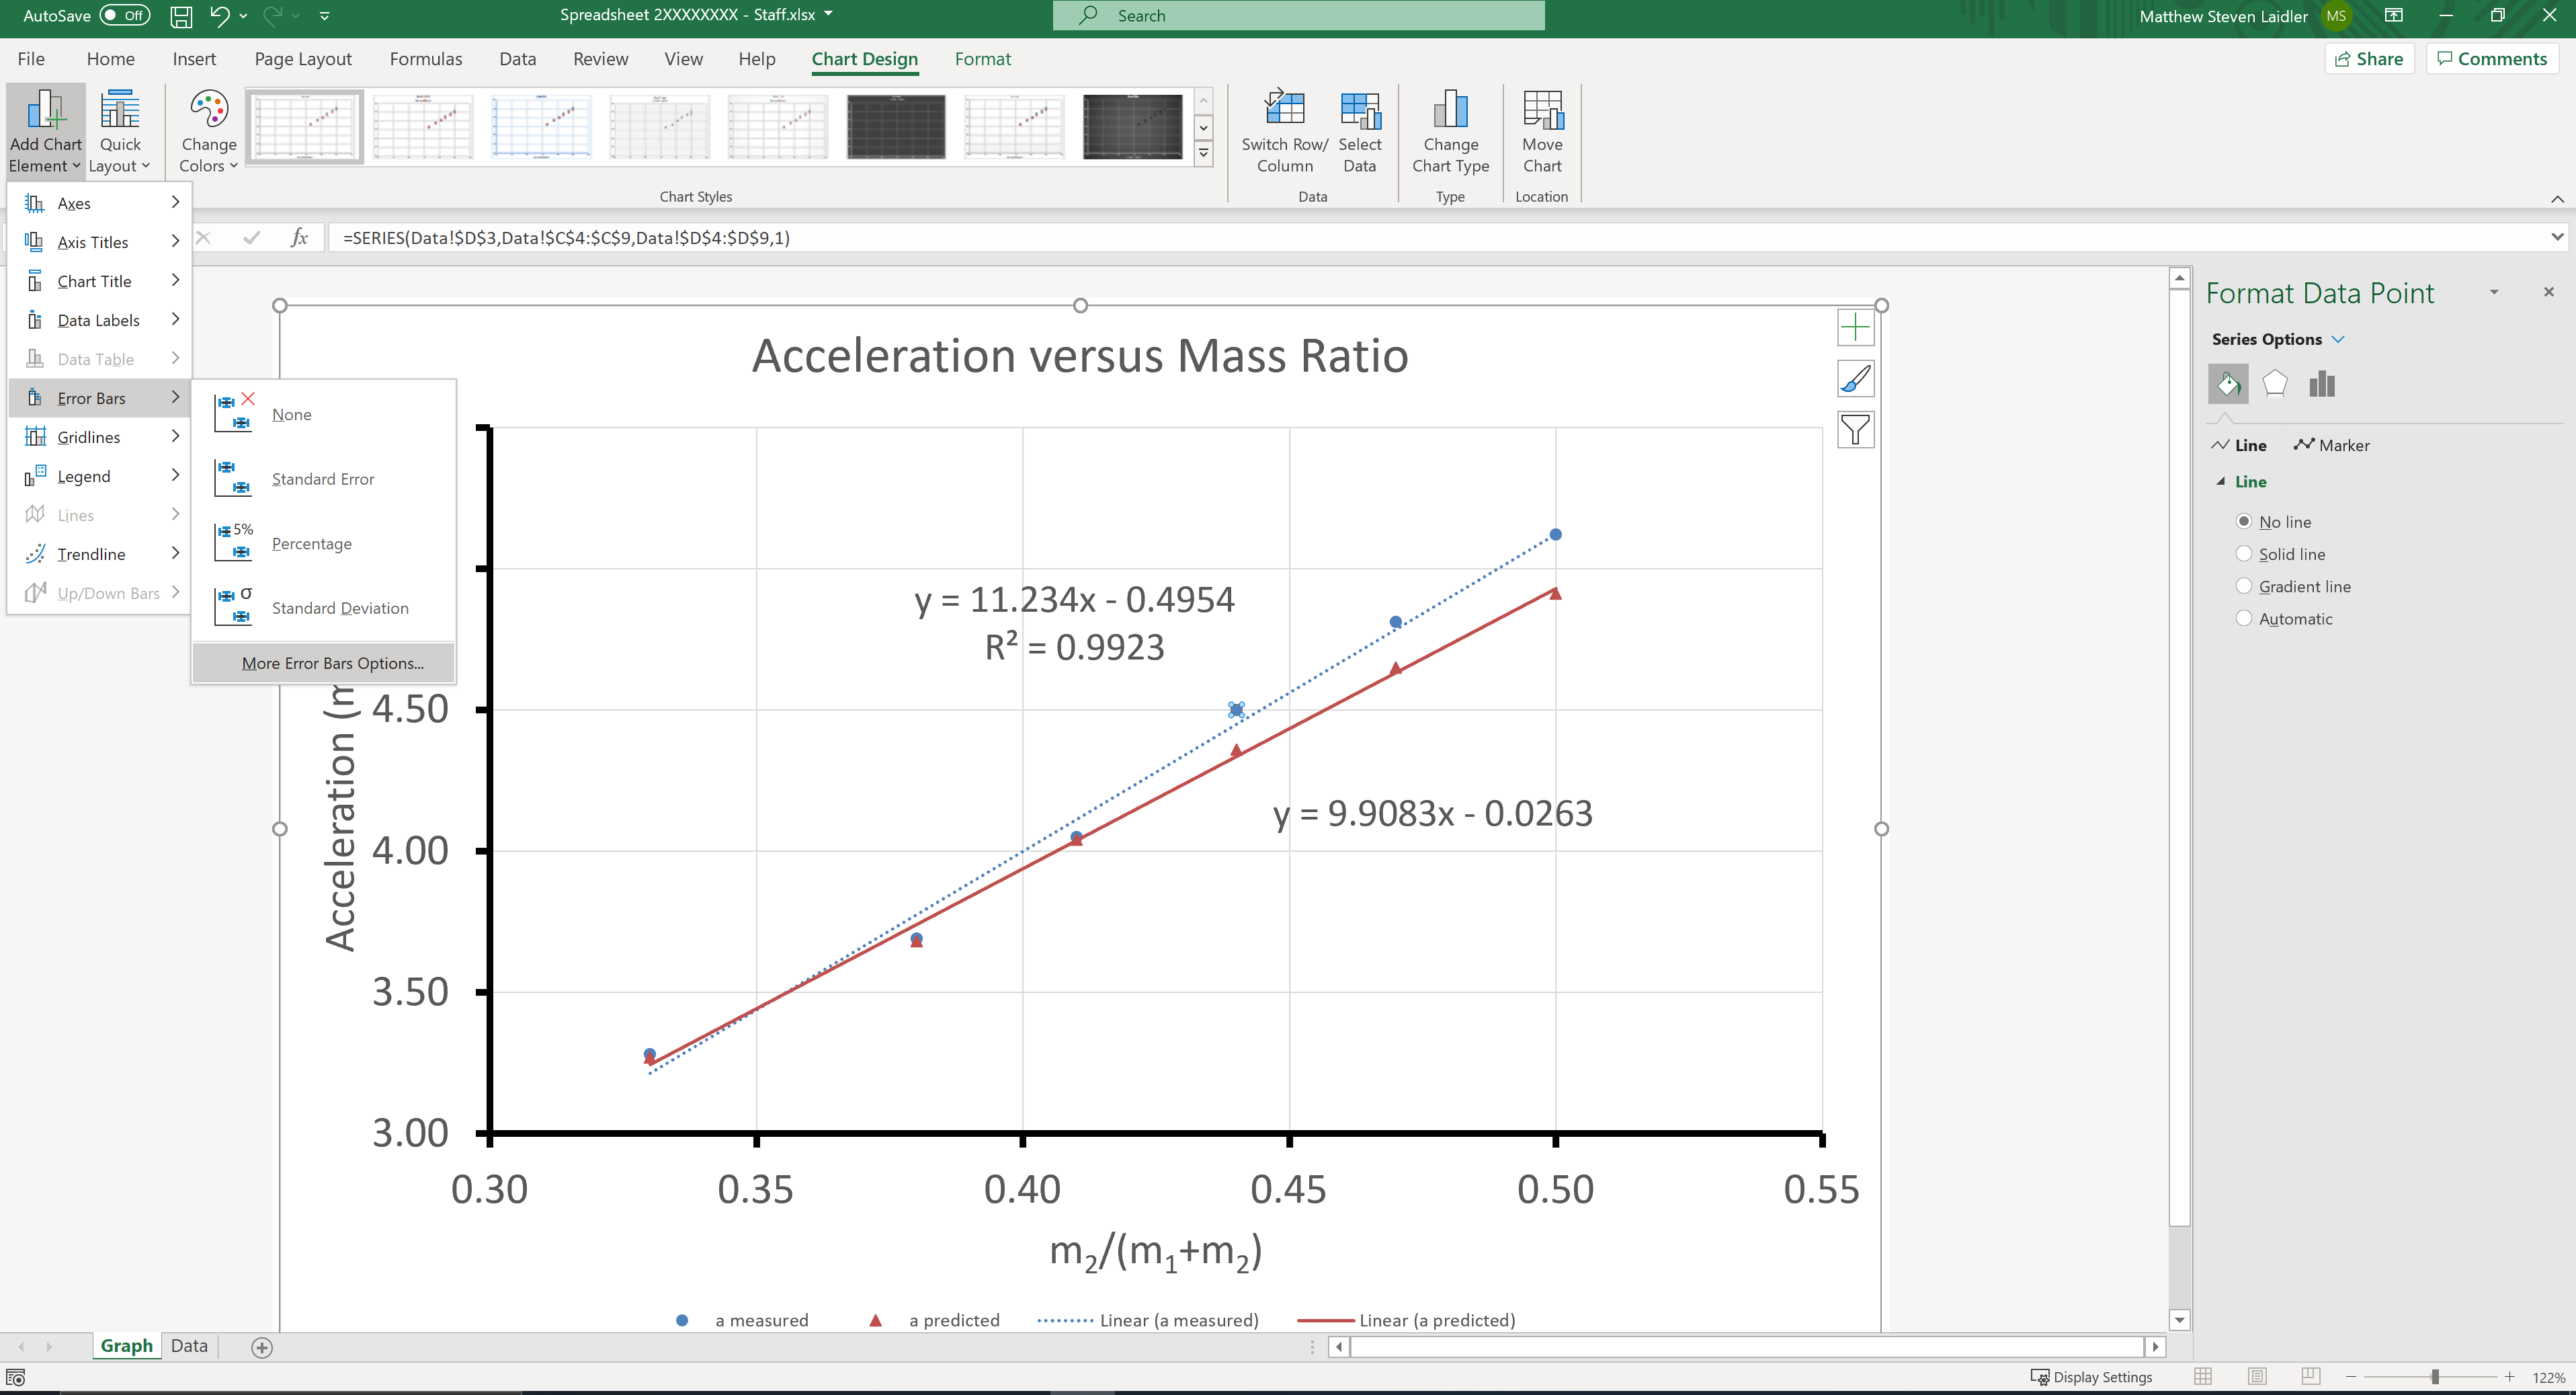 AutoSave Off Spreadsheet 2XXXXXXXX - Staff.xlsx Search Matthew Steven Laidler MS
File Home Insert Page Layout Formulas Data Review View Help Chart Design Format Share Comments
Add Chart Element
Quick Layout
Change Colors
Switch Row/ Column
Select Data
Change Chart Type
Move Chart
Chart Styles Data Type Location
fx =SERIES(Data!$D$3,Data!$C$4:$C$9,Data!$D$4:$D$9,1)
Axes
Axis Titles
Chart Title
Data Labels
Data Table
Error Bars
Gridlines
Legend
Lines
Trendline
Up/Down Bars
None
Standard Error
5% Percentage
σ Standard Deviation
More Error Bars Options...
Acceleration versus Mass Ratio
y = 11.234x - 0.4954
R² = 0.9923
y = 9.9083x - 0.0263
Acceleration (m
4.50
4.00
3.50
3.00
0.30 0.35 0.40 0.45 0.50 0.55
m₂/(m₁+m₂)
a measured a predicted Linear (a measured) Linear (a predicted)
Format Data Point
Series Options
Line Marker
Line
No line
Solid line
Gradient line
Automatic
Graph Data
Display Settings 122%